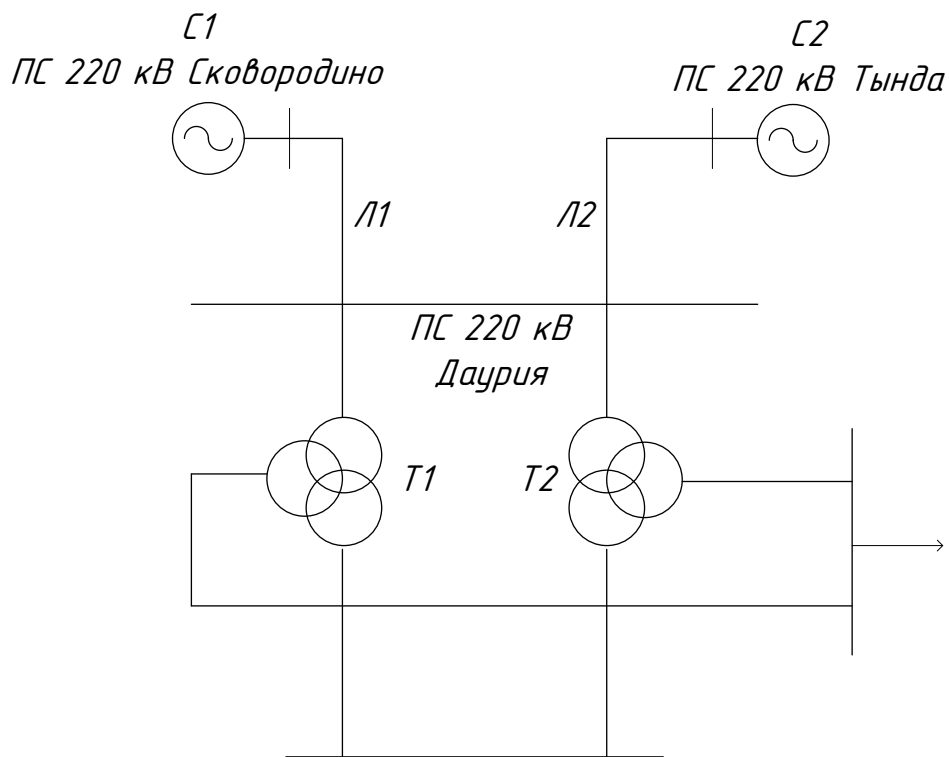 С1
ПС 220 кВ Сковородино
С2
ПС 220 кВ Тында
Л1
Л2
ПС 220 кВ
Даурия
Т1
Т2